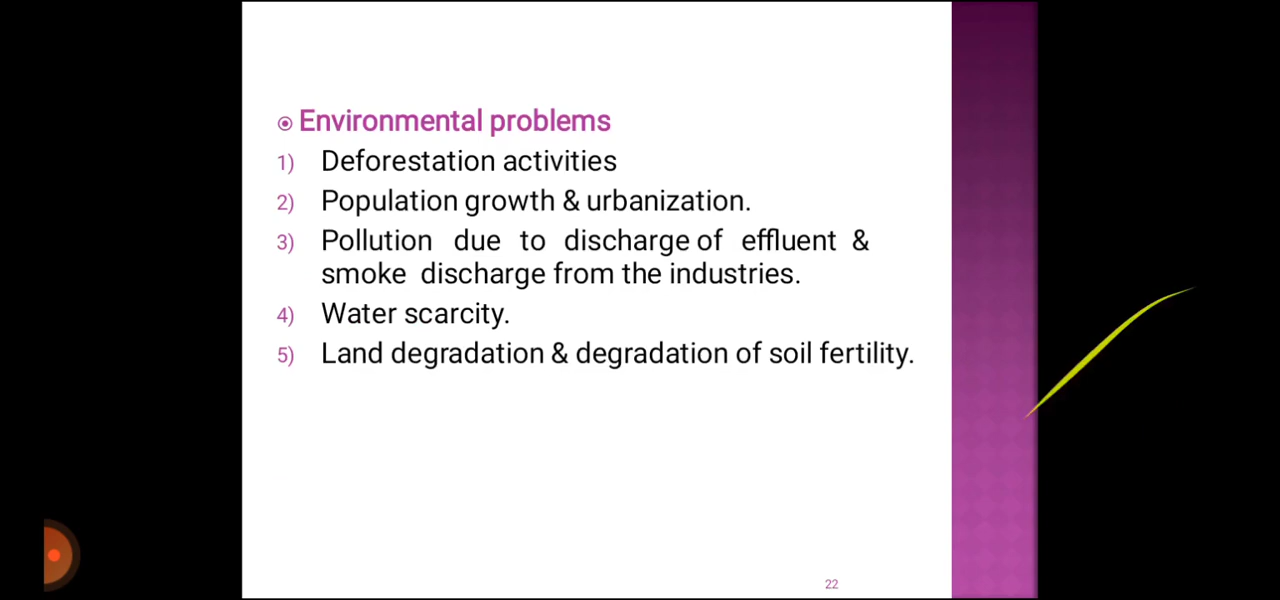 Environmental problems
1) Deforestation activities
2) Population growth & urbanization.
3) Pollution due to discharge of effluent &
smoke discharge from the industries.
4) Water scarcity.
5) Land degradation & degradation of soil fertility.
22